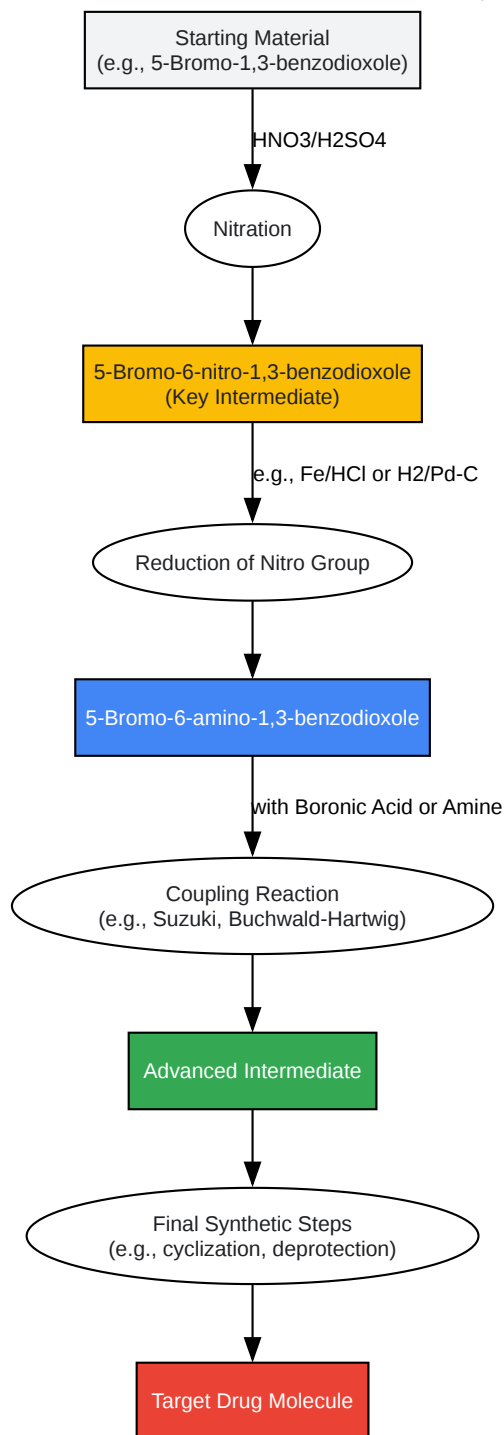 Starting Material
(e.g., 5-Bromo-1,3-benzodioxole)
HNO3/H2SO4
Nitration
5-Bromo-6-nitro-1,3-benzodioxole
(Key Intermediate)
e.g., Fe/HCl or H2/Pd-C
Reduction of Nitro Group
5-Bromo-6-amino-1,3-benzodioxole
with Boronic Acid or Amine
Coupling Reaction
(e.g., Suzuki, Buchwald-Hartwig)
Advanced Intermediate
Final Synthetic Steps
(e.g., cyclization, deprotection)
Target Drug Molecule